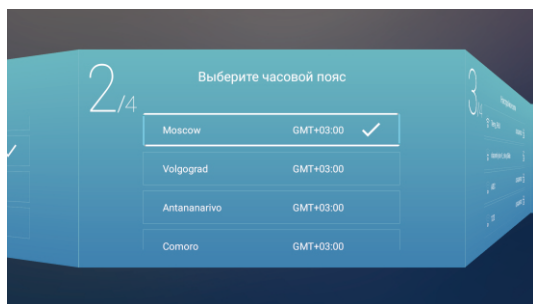 2/4
Выберите часовой пояс
Moscow GMT+03:00
Volgograd GMT+03:00
Antananarivo GMT+03:00
Comoro GMT+03:00
3/4